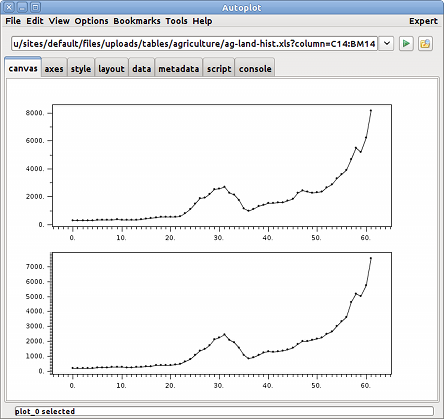 Autoplot
File Edit View Options Bookmarks Tools Help Expert
u/sites/default/files/uploads/tables/agriculture/ag-land-hist.xls?column=C14:BM14
canvas axes style layout data metadata script console
8000.
6000.
4000.
2000.
0.
0. 10. 20. 30. 40. 50. 60.
7000.
6000.
5000.
4000.
3000.
2000.
1000.
0.
0. 10. 20. 30. 40. 50. 60.
plot_0 selected